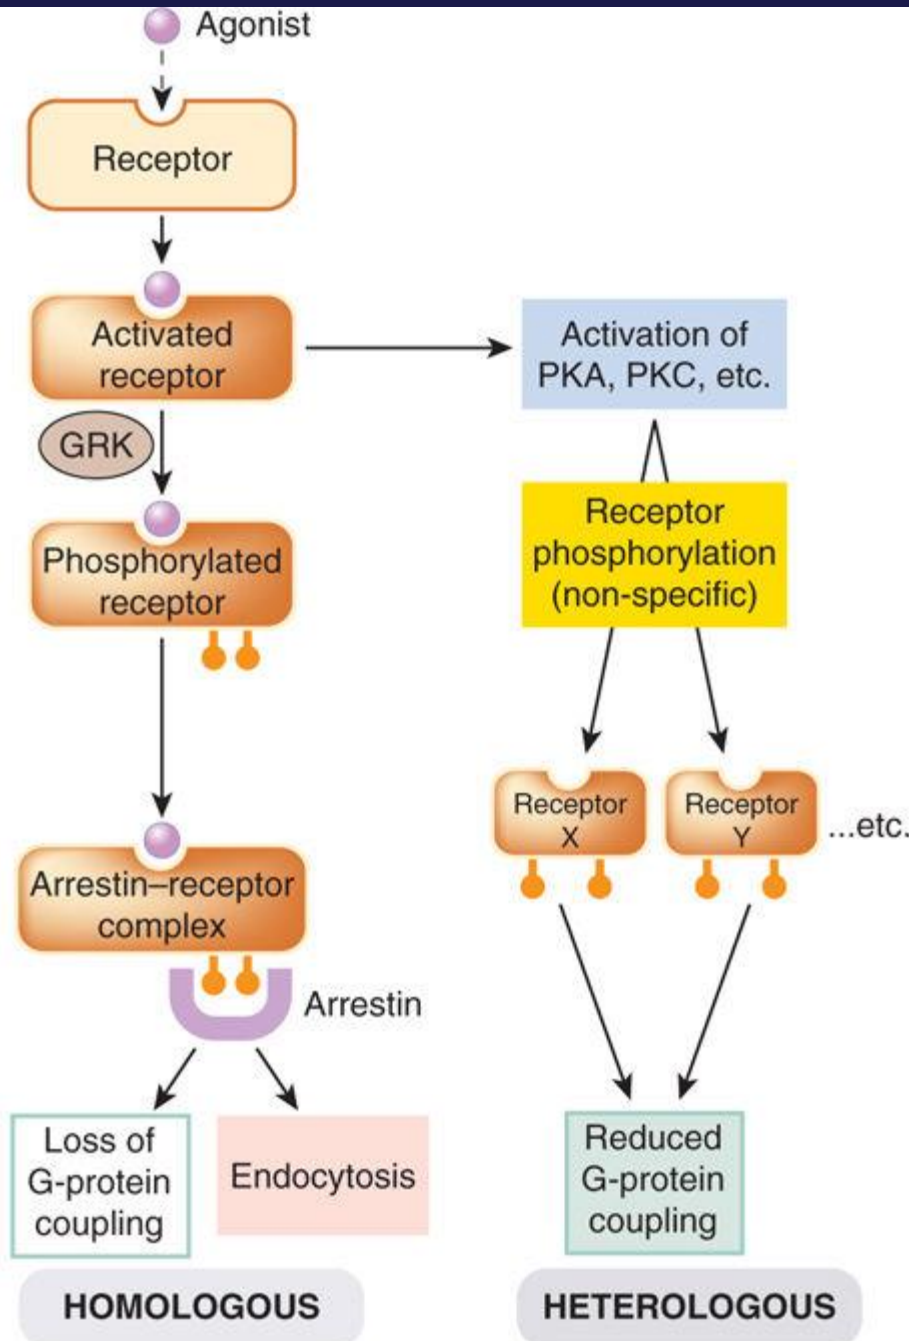 Agonist
Receptor
Activated
receptor
Activation of
PKA, PKC, etc.
GRK
Phosphorylated
receptor
Receptor
phosphorylation
(non-specific)
Receptor
X
Receptor
Y
...etc.
Arrestin–receptor
complex
Arrestin
Loss of
G-protein
coupling
Endocytosis
Reduced
G-protein
coupling
HOMOLOGOUS
HETEROLOGOUS